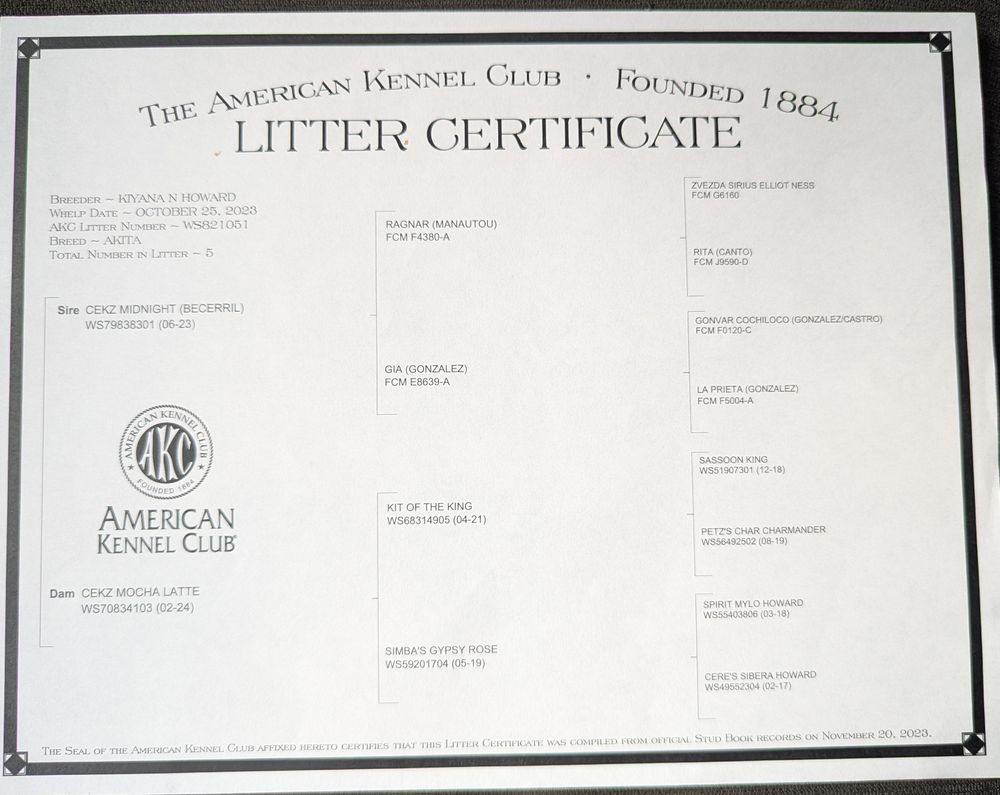 THE AMERICAN KENNEL CLUB · FOUNDED 1884
LITTER CERTIFICATE
BREEDER ~ KIYANA N HOWARD
WHELP DATE ~ OCTOBER 25, 2023
AKC LITTER NUMBER ~ WS821051
BREED ~ AKITA
TOTAL NUMBER IN LITTER ~ 5
Sire CEKZ MIDNIGHT (BECERRIL)
WS79838301 (06-23)
AMERICAN KENNEL CLUB
AKC
FOUNDED 1884
AMERICAN
KENNEL CLUB®
Dam CEKZ MOCHA LATTE
WS70834103 (02-24)
RAGNAR (MANAUTOU)
FCM F4380-A
GIA (GONZALEZ)
FCM E8639-A
KIT OF THE KING
WS68314905 (04-21)
SIMBA'S GYPSY ROSE
WS59201704 (05-19)
ZVEZDA SIRIUS ELLIOT NESS
FCM G6160
RITA (CANTO)
FCM J9590-D
GONVAR COCHILOCO (GONZALEZ/CASTRO)
FCM F0120-C
LA PRIETA (GONZALEZ)
FCM F5004-A
SASSOON KING
WS51907301 (12-18)
PETZ'S CHAR CHARMANDER
WS56492502 (08-19)
SPIRIT MYLO HOWARD
WS55403806 (03-18)
CERE'S SIBERA HOWARD
WS49552304 (02-17)
THE SEAL OF THE AMERICAN KENNEL CLUB AFFIXED HERETO CERTIFIES THAT THIS LITTER CERTIFICATE WAS COMPILED FROM OFFICIAL STUD BOOK RECORDS ON NOVEMBER 20, 2023.